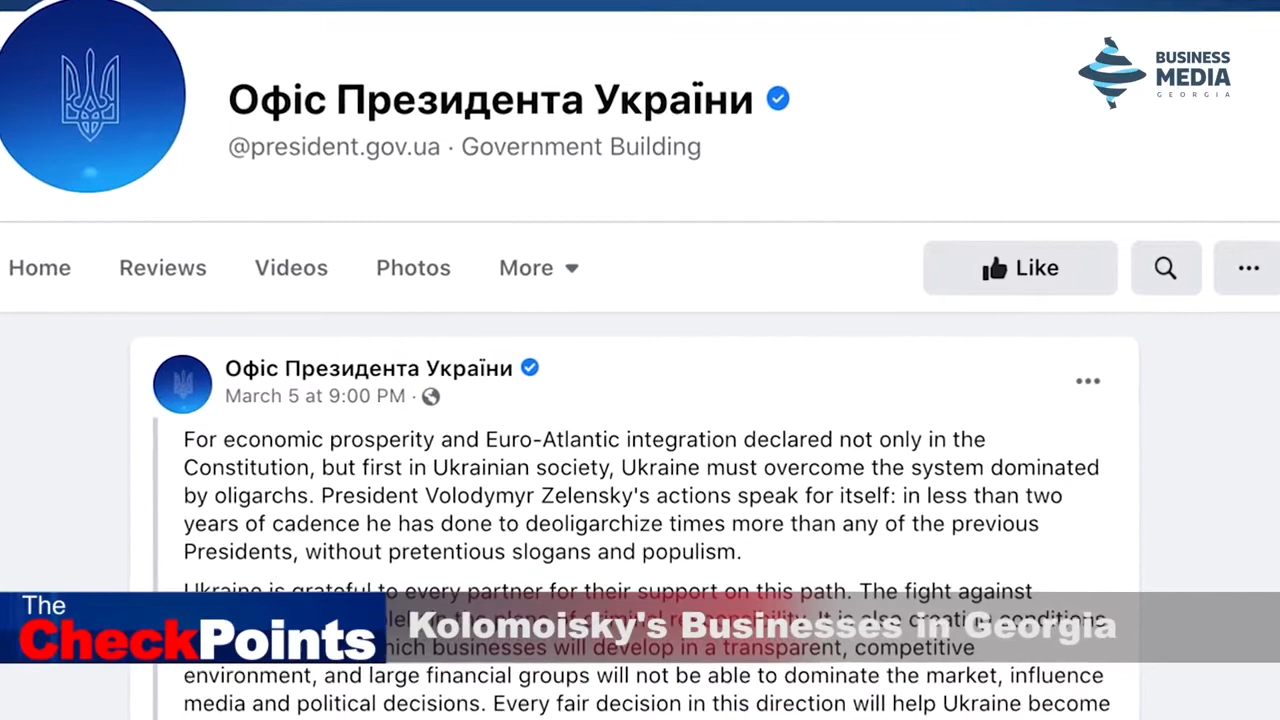 BUSINESS
MEDIA
GEORGIA
Офіс Президента України
@president.gov.ua · Government Building
Home Reviews Videos Photos More Like
Офіс Президента України
March 5 at 9:00 PM ·
For economic prosperity and Euro-Atlantic integration declared not only in the
Constitution, but first in Ukrainian society, Ukraine must overcome the system dominated
by oligarchs. President Volodymyr Zelensky's actions speak for itself: in less than two
years of cadence he has done to deoligarchize times more than any of the previous
Presidents, without pretentious slogans and populism.
Ukraine is grateful to every partner for their support on this path. The fight against
It is also creating conditions
which businesses will develop in a transparent, competitive
environment, and large financial groups will not be able to dominate the market, influence
media and political decisions. Every fair decision in this direction will help Ukraine become
The
CheckPoints
Kolomoisky's Businesses in Georgia